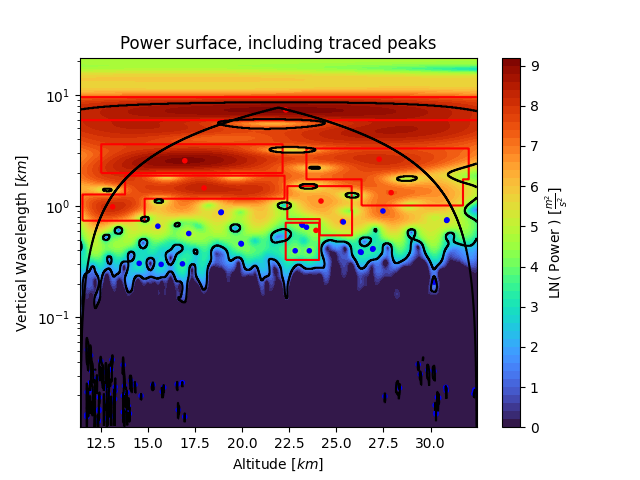 Power surface, including traced peaks
10¹
10⁰
10⁻¹
Vertical Wavelength [km]
12.5 15.0 17.5 20.0 22.5 25.0 27.5 30.0
Altitude [km]
9
8
7
6
5
4
3
2
1
0
LN( Power ) [m²/s²]